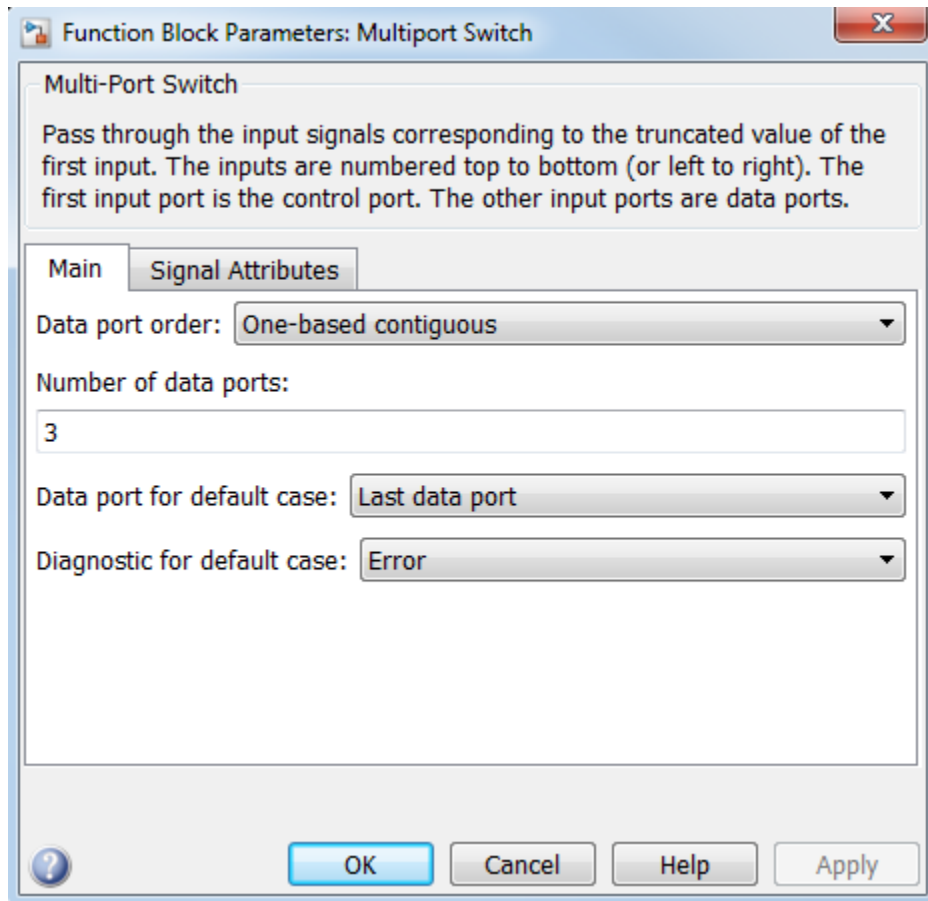 Function Block Parameters: Multiport Switch
X
Multi-Port Switch
Pass through the input signals corresponding to the truncated value of the
first input. The inputs are numbered top to bottom (or left to right). The
first input port is the control port. The other input ports are data ports.
Main Signal Attributes
Data port order: One-based contiguous
Number of data ports:
3
Data port for default case: Last data port
Diagnostic for default case: Error
? OK Cancel Help Apply